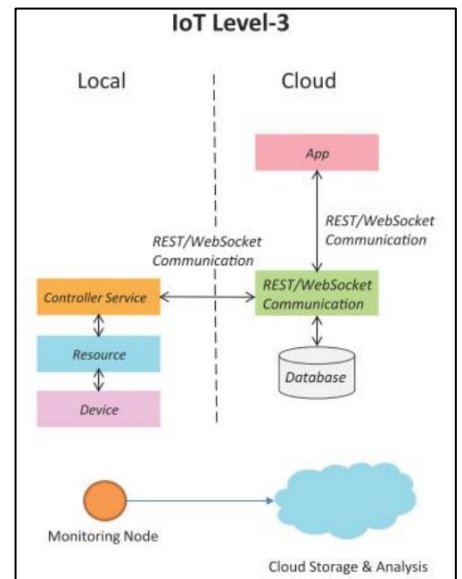 IoT Level-3
Local
Cloud
App
REST/WebSocket
Communication
REST/WebSocket
Communication
Controller Service
REST/WebSocket
Communication
Resource
Database
Device
Monitoring Node
Cloud Storage & Analysis